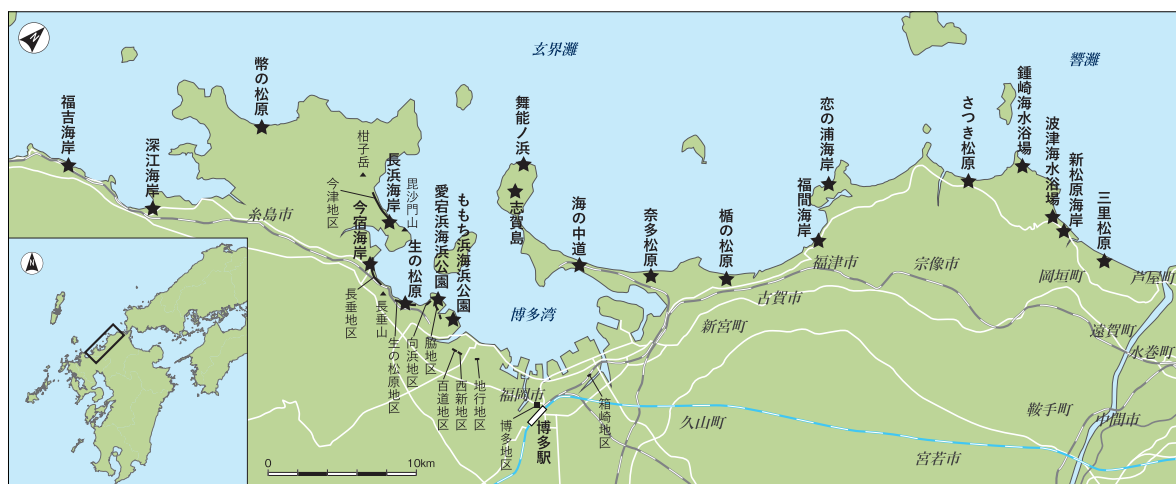 玄界灘
響灘
福吉海岸
深江海岸
幣の松原
柑子岳
今津地区
長浜海岸
毘沙門山
今宿海岸
糸島市
長垂地区
長垂山
生の松原
生の松原地区
向浜地区
脇地区
愛宕浜海浜公園
ももち浜海浜公園
百道地区
西新地区
地行地区
舞能ノ浜
志賀島
海の中道
博多湾
奈多松原
楯の松原
福岡市
博多地区
博多駅
箱崎地区
新宮町
古賀市
久山町
福間海岸
恋の浦海岸
福津市
宗像市
さつき松原
鍾崎海水浴場
波津海水浴場
新松原海岸
三里松原
岡垣町
芦屋町
遠賀町
水巻町
鞍手町
中間市
宮若市
N
N
0
10km